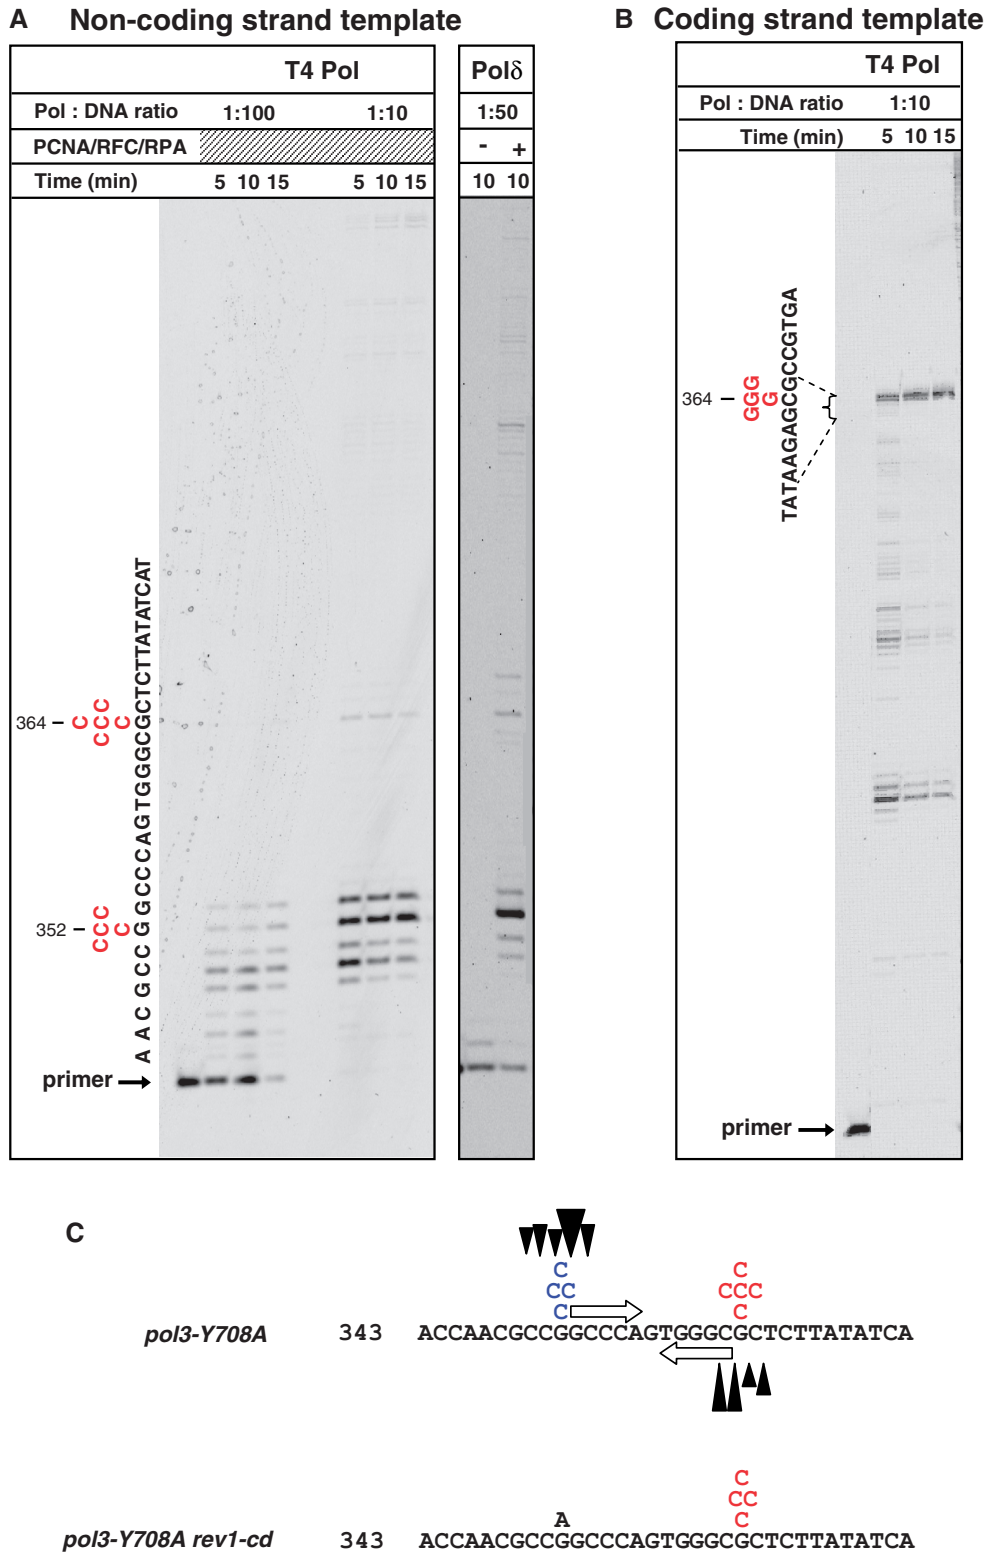 A Non-coding strand template
T4 Pol
Pol : DNA ratio 1:100 1:10
PCNA/RFC/RPA
Time (min) 5 10 15 5 10 15
Polδ
1:50
- +
10 10
364 – C CCC CC C
352 – CCC C
AACGCCGGCCCAGTGGGCGCTCTTATATCAT
primer
B Coding strand template
T4 Pol
Pol : DNA ratio 1:10
Time (min) 5 10 15
364 – GGG G
TATAAGAGCGCCGTGA
primer
C
C
CC
C
C
CCC
C
pol3-Y708A 343 ACCAACGCCGGCCCAGTGGGCGCTCTTATATCA
C
CC
A C
pol3-Y708A rev1-cd 343 ACCAACGCCGGCCCAGTGGGCGCTCTTATATCA